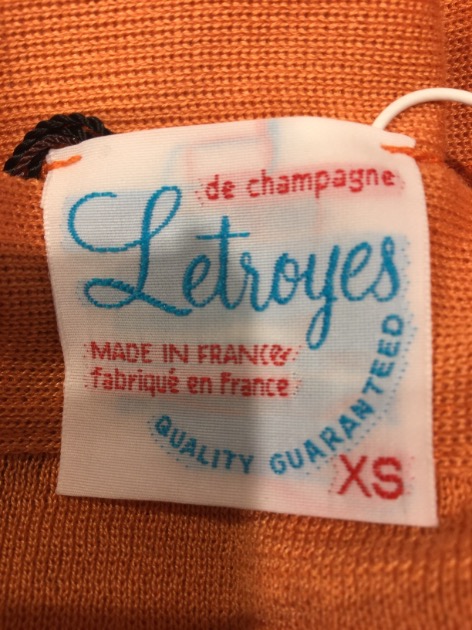 de champagne
Letroyes
MADE IN FRANCE
fabriqué en France
QUALITY GUARANTEED
XS